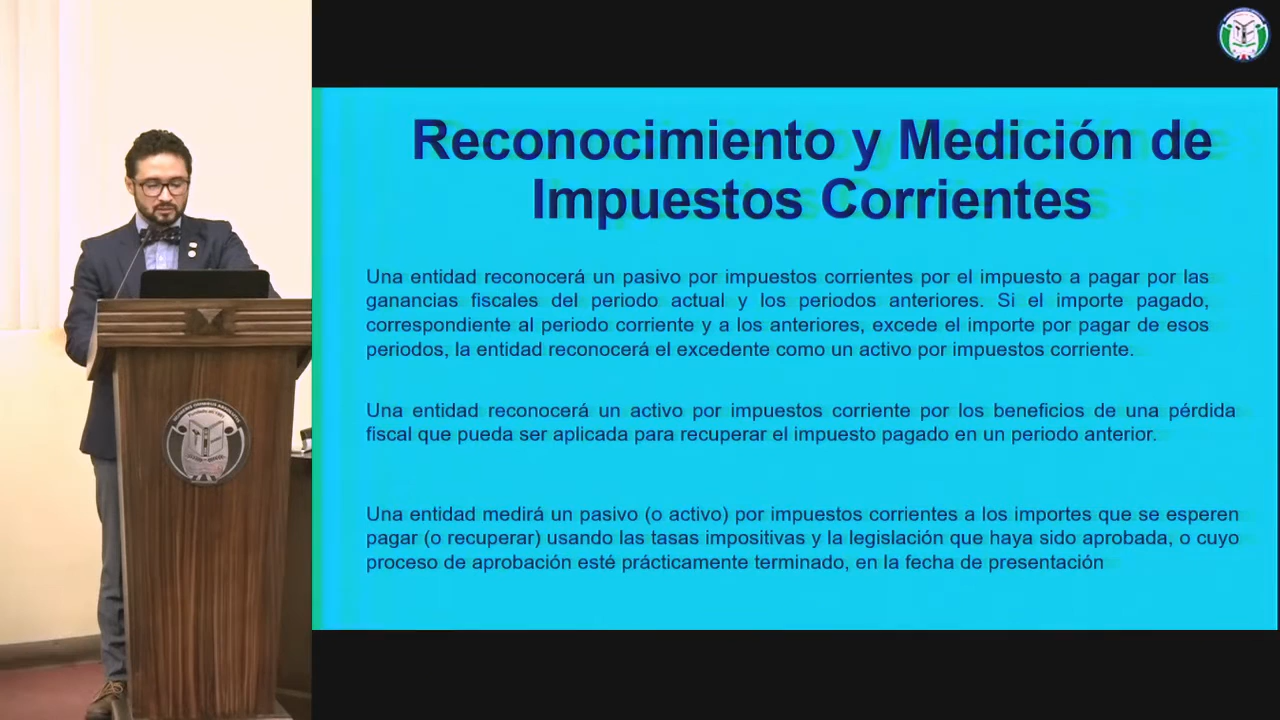 Reconocimiento y Medición de
Impuestos Corrientes
Una entidad reconocerá un pasivo por impuestos corrientes por el impuesto a pagar por las
ganancias fiscales del periodo actual y los periodos anteriores. Si el importe pagado,
correspondiente al periodo corriente y a los anteriores, excede el importe por pagar de esos
periodos, la entidad reconocerá el excedente como un activo por impuestos corriente.
Una entidad reconocerá un activo por impuestos corriente por los beneficios de una pérdida
fiscal que pueda ser aplicada para recuperar el impuesto pagado en un periodo anterior.
Una entidad medirá un pasivo (o activo) por impuestos corrientes a los importes que se esperen
pagar (o recuperar) usando las tasas impositivas y la legislación que haya sido aprobada, o cuyo
proceso de aprobación esté prácticamente terminado, en la fecha de presentación